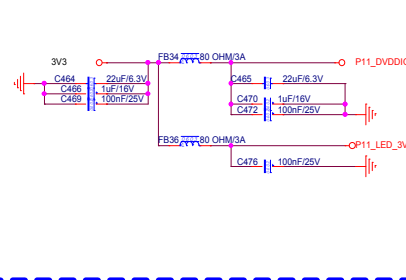 FB34 80 OHM/3A
3V3 P11_DVDDIO
C464 22uF/6.3V C465 22uF/6.3V
C466 1uF/16V
C469 100nF/25V C470 1uF/16V
C472 100nF/25V
FB36 80 OHM/3A
P11_LED_3V
C476 100nF/25V